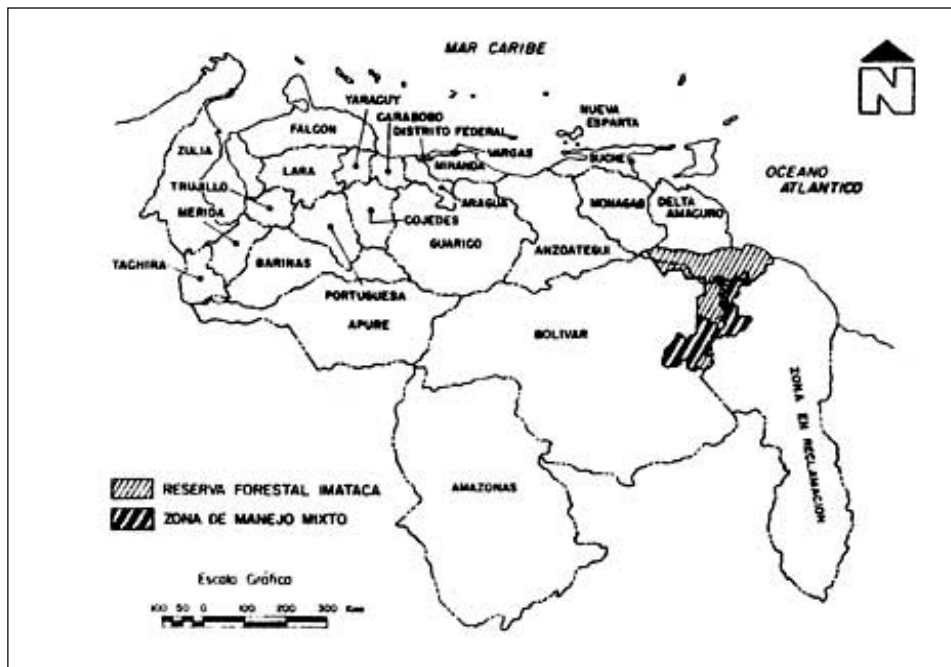 MAR CARIBE
N
YARACUY
CARABOBO
DISTRITO FEDERAL
NUEVA
ESPARTA
FALCON
VARGAS
ZULIA
LARA
MIRANDA
SUCRE
OCEANO
ATLANTICO
TRUJILLO
ARAGUA
MONAGAS
DELTA
AMACURO
MERIDA
COJEDES
GUARICO
ANZOATEGUI
TACHIRA
BARINAS
PORTUGUESA
APURE
BOLIVAR
ZONA EN RECLAMACION
AMAZONAS
RESERVA FORESTAL IMATACA
ZONA DE MANEJO MIXTO
Escala Gráfica
100 50 0 100 200 300 Kms